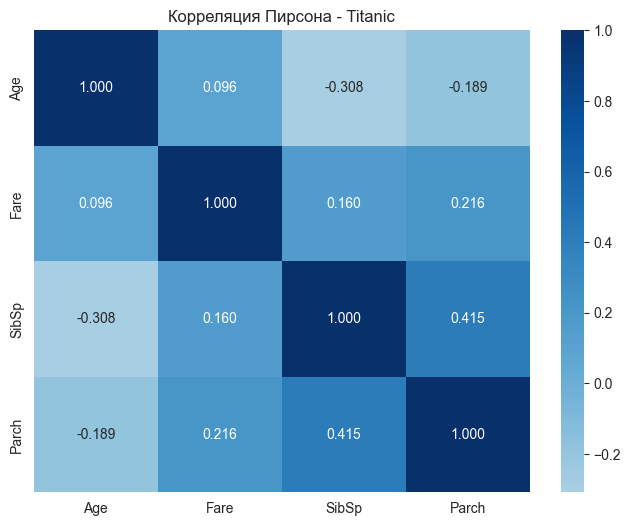 Корреляция Пирсона - Titanic
Age 1.000 0.096 -0.308 -0.189
Fare 0.096 1.000 0.160 0.216
SibSp -0.308 0.160 1.000 0.415
Parch -0.189 0.216 0.415 1.000
Age Fare SibSp Parch
1.0
0.8
0.6
0.4
0.2
0.0
−0.2